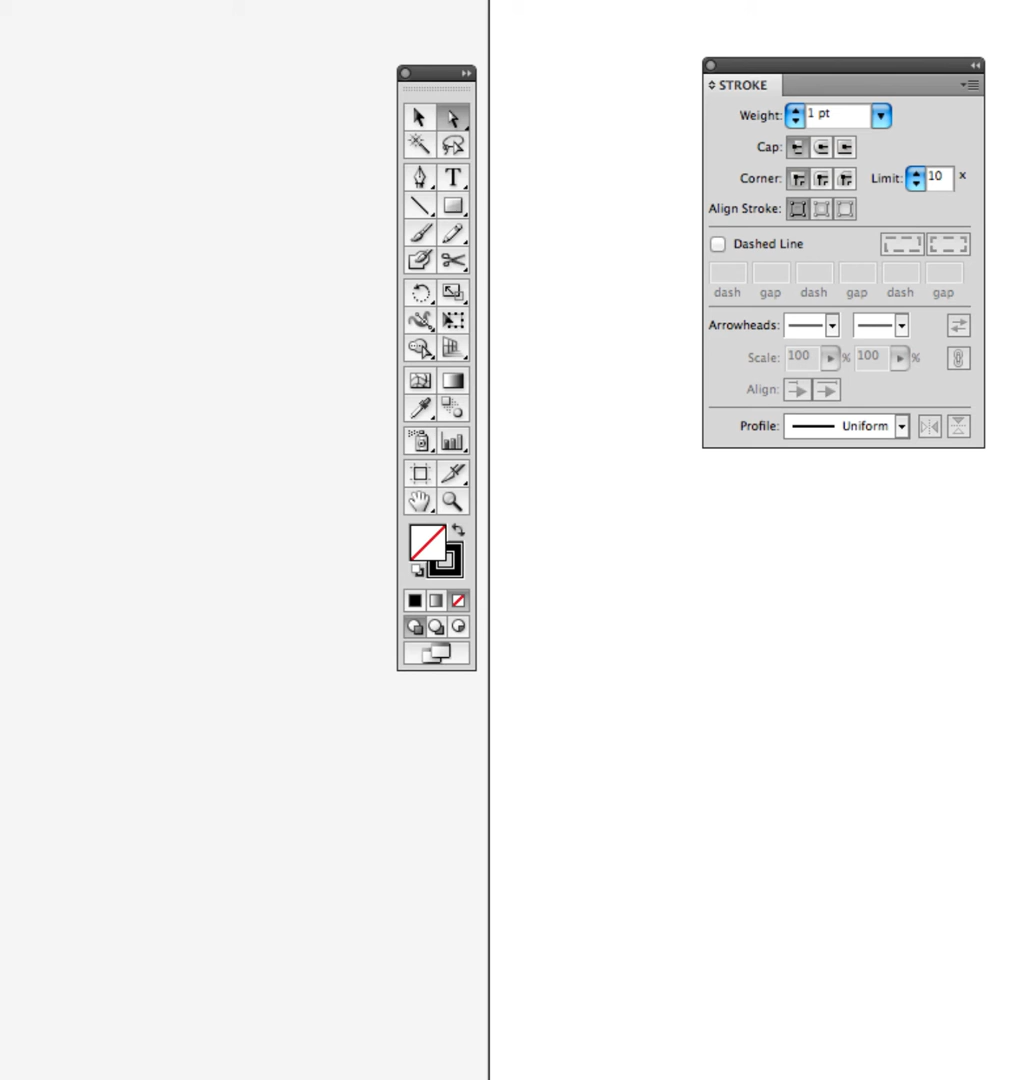 STROKE
Weight: 1 pt
Cap:
Corner: Limit: 10 x
Align Stroke:
Dashed Line
dash gap dash gap dash gap
Arrowheads:
Scale: 100 % 100 %
Align:
Profile: Uniform
T